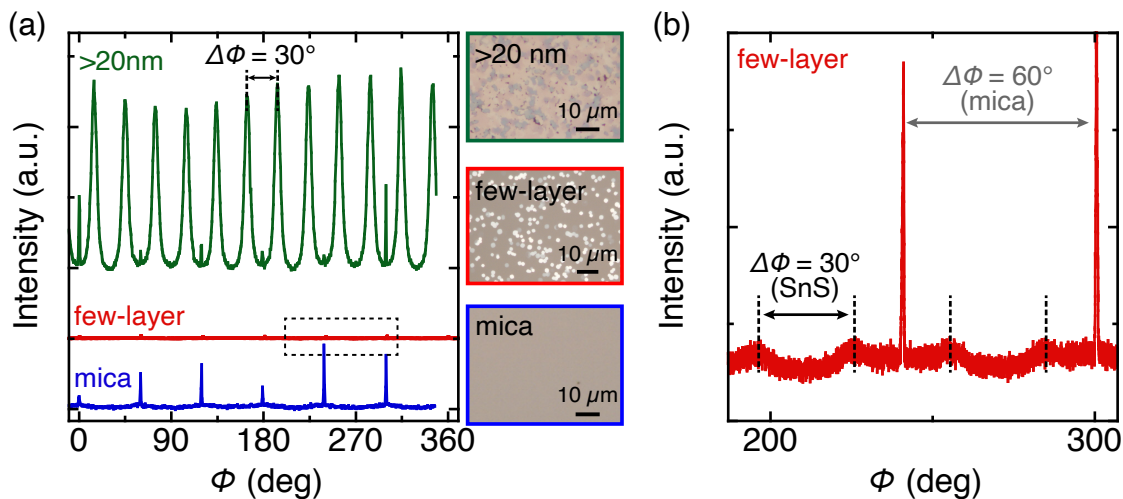 (a)
>20nm
ΔΦ = 30°
few-layer
mica
Intensity (a.u.)
0 90 180 270 360
Φ (deg)
>20 nm
10 µm
few-layer
10 µm
mica
10 µm
(b)
few-layer
ΔΦ = 60°
(mica)
ΔΦ = 30°
(SnS)
Intensity (a.u.)
200 300
Φ (deg)